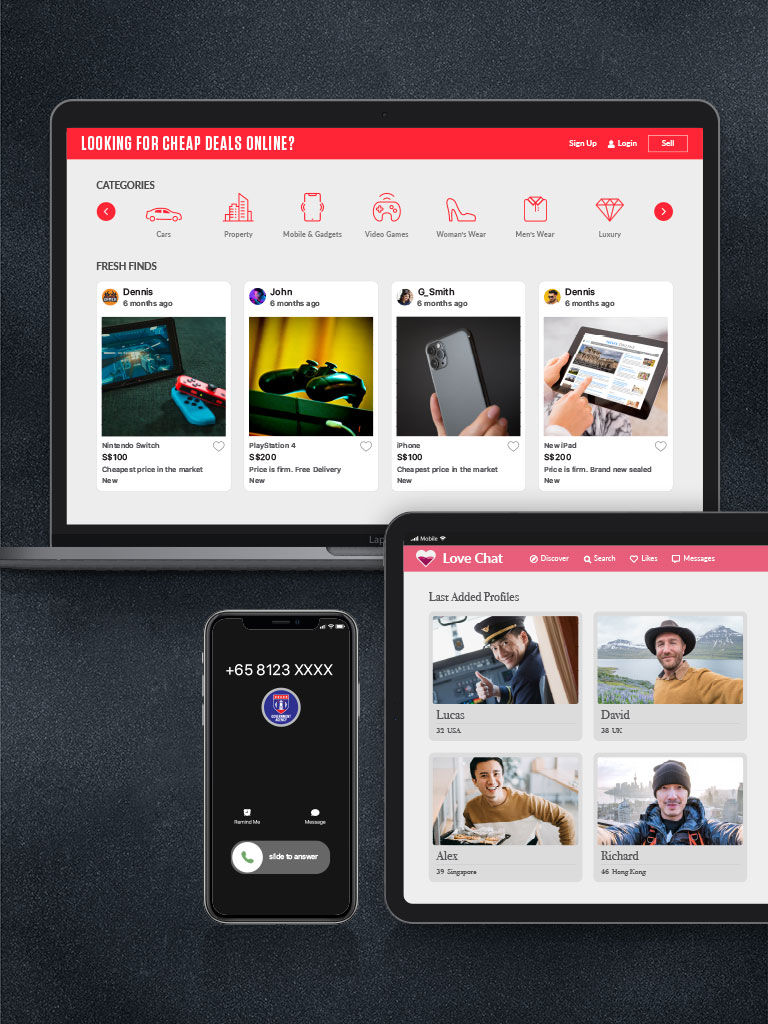 LOOKING FOR CHEAP DEALS ONLINE?
Sign Up Login Sell
CATEGORIES
Cars Property Mobile & Gadgets Video Games Woman's Wear Men's Wear Luxury
FRESH FINDS
Dennis
6 months ago
John
6 months ago
G_Smith
6 months ago
Dennis
6 months ago
Nintendo Switch
S$100
Cheapest price in the market
New
PlayStation 4
S$200
Price is firm. Free Delivery
New
iPhone
S$100
Cheapest price in the market
New
New iPad
S$200
Price is firm. Brand new sealed
New
Lap
Mobile
Love Chat Discover Search Likes Messages
Last Added Profiles
Lucas
32 USA
David
38 UK
Alex
39 Singapore
Richard
46 Hong Kong
+65 8123 XXXX
GOVERNMENT
AGENCY
Remind Me Message
slide to answer